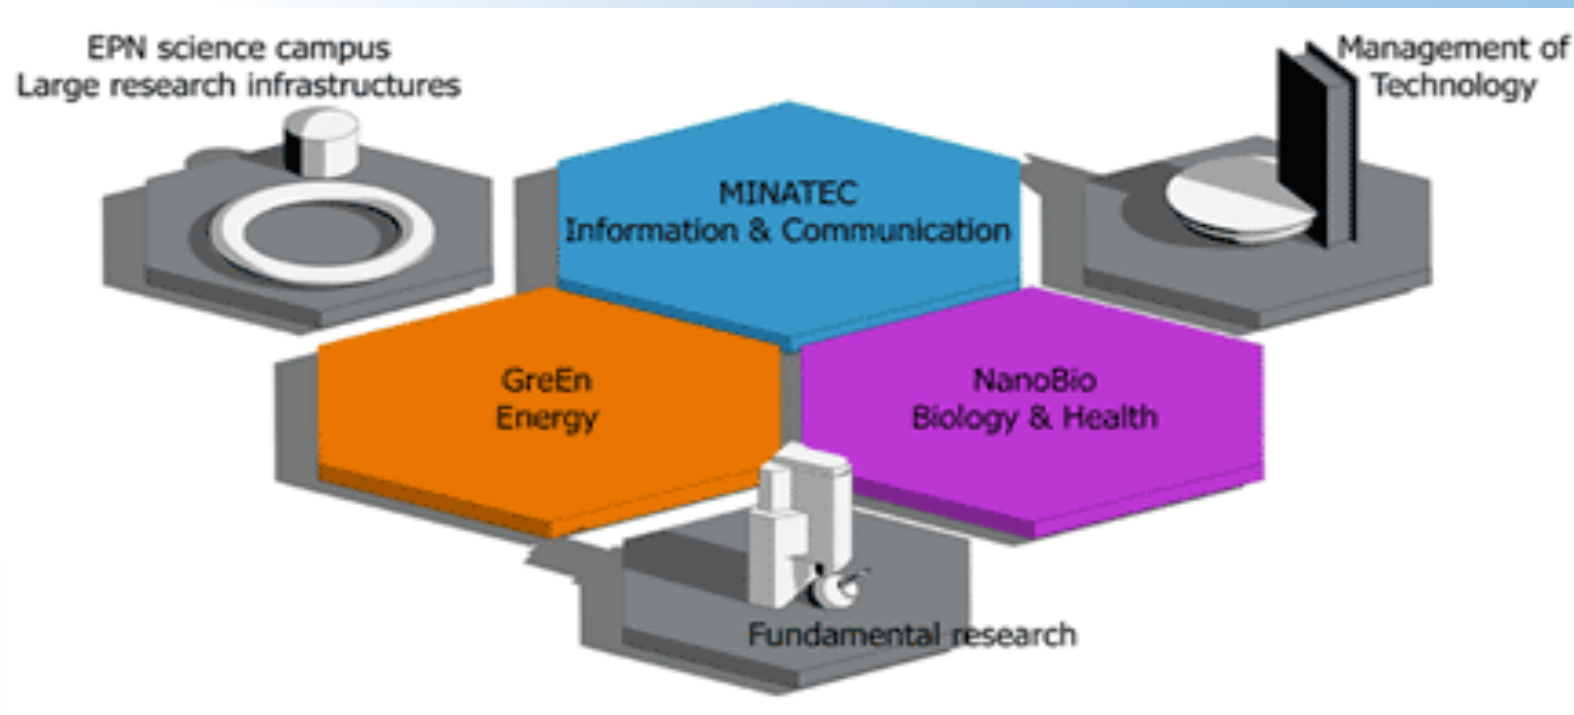 EPN science campus
Large research infrastructures
Management of
Technology
MINATEC
Information & Communication
GreEn
Energy
NanoBio
Biology & Health
Fundamental research